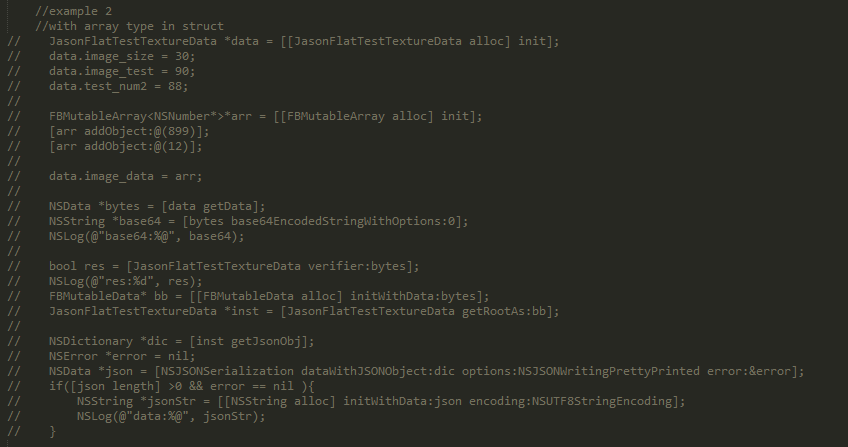 //example 2
//with array type in struct
//    JasonFlatTestTextureData *data = [[JasonFlatTestTextureData alloc] init];
//    data.image_size = 30;
//    data.image_test = 90;
//    data.test_num2 = 88;
//
//    FBMutableArray<NSNumber*>*arr = [[FBMutableArray alloc] init];
//    [arr addObject:@(899)];
//    [arr addObject:@(12)];
//
//    data.image_data = arr;
//
//    NSData *bytes = [data getData];
//    NSString *base64 = [bytes base64EncodedStringWithOptions:0];
//    NSLog(@"base64:%@", base64);
//
//    bool res = [JasonFlatTestTextureData verifier:bytes];
//    NSLog(@"res:%d", res);
//    FBMutableData* bb = [[FBMutableData alloc] initWithData:bytes];
//    JasonFlatTestTextureData *inst = [JasonFlatTestTextureData getRootAs:bb];
//
//    NSDictionary *dic = [inst getJsonObj];
//    NSError *error = nil;
//    NSData *json = [NSJSONSerialization dataWithJSONObject:dic options:NSJSONWritingPrettyPrinted error:&error];
//    if([json length] >0 && error == nil ){
//        NSString *jsonStr = [[NSString alloc] initWithData:json encoding:NSUTF8StringEncoding];
//        NSLog(@"data:%@", jsonStr);
//    }